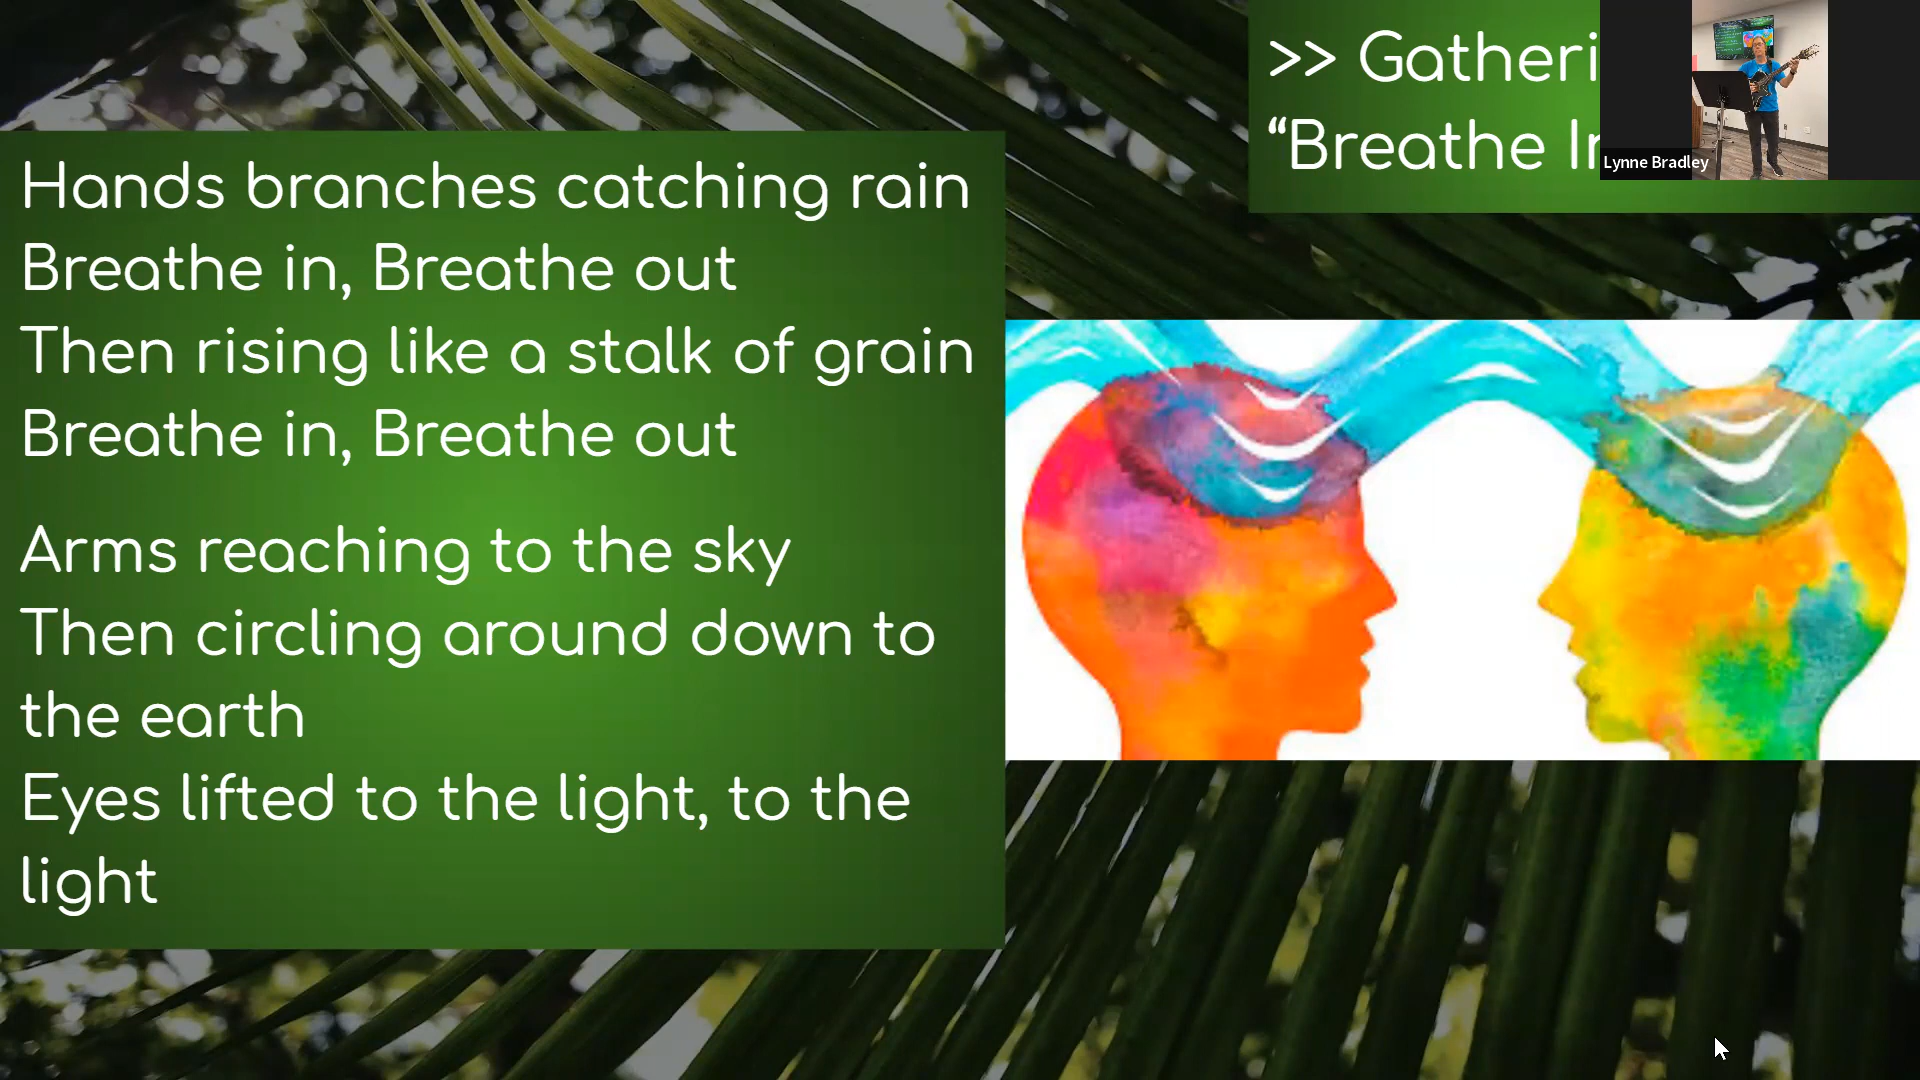 >> Gatheri
“Breathe I
Lynne Bradley
Hands branches catching rain
Breathe in, Breathe out
Then rising like a stalk of grain
Breathe in, Breathe out
Arms reaching to the sky
Then circling around down to
the earth
Eyes lifted to the light, to the
light